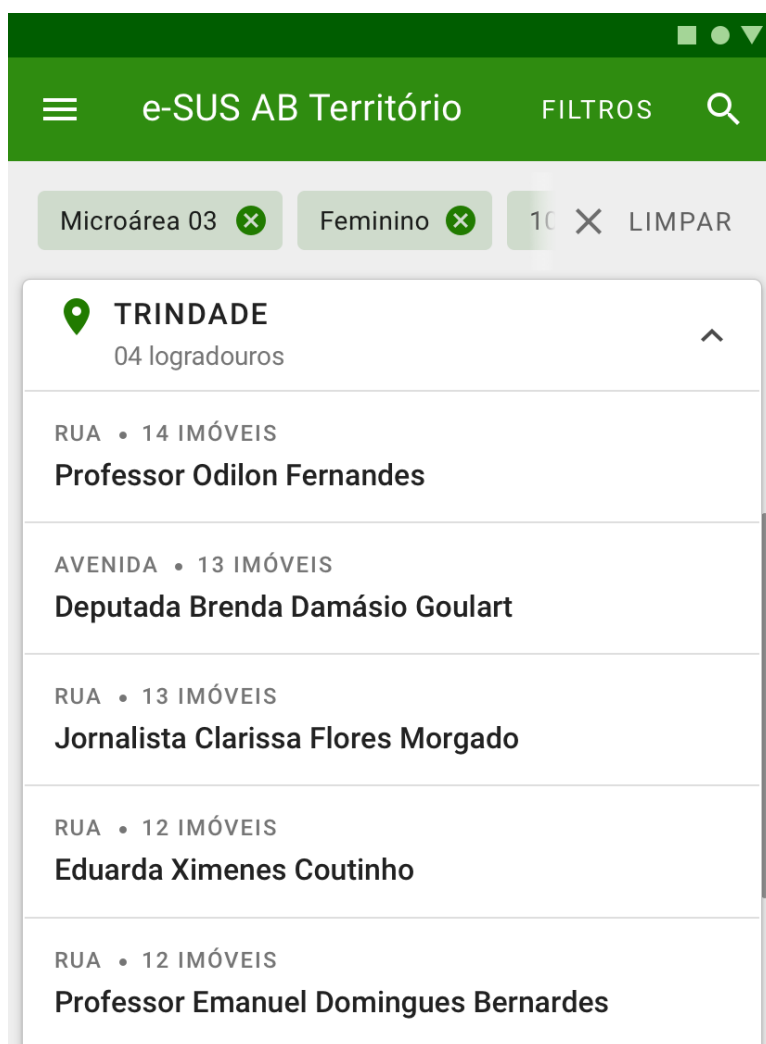 e-SUS AB Território FILTROS
Microárea 03 Feminino 10 LIMPAR
TRINDADE
04 logradouros
RUA • 14 IMÓVEIS
Professor Odilon Fernandes
AVENIDA • 13 IMÓVEIS
Deputada Brenda Damásio Goulart
RUA • 13 IMÓVEIS
Jornalista Clarissa Flores Morgado
RUA • 12 IMÓVEIS
Eduarda Ximenes Coutinho
RUA • 12 IMÓVEIS
Professor Emanuel Domingues Bernardes